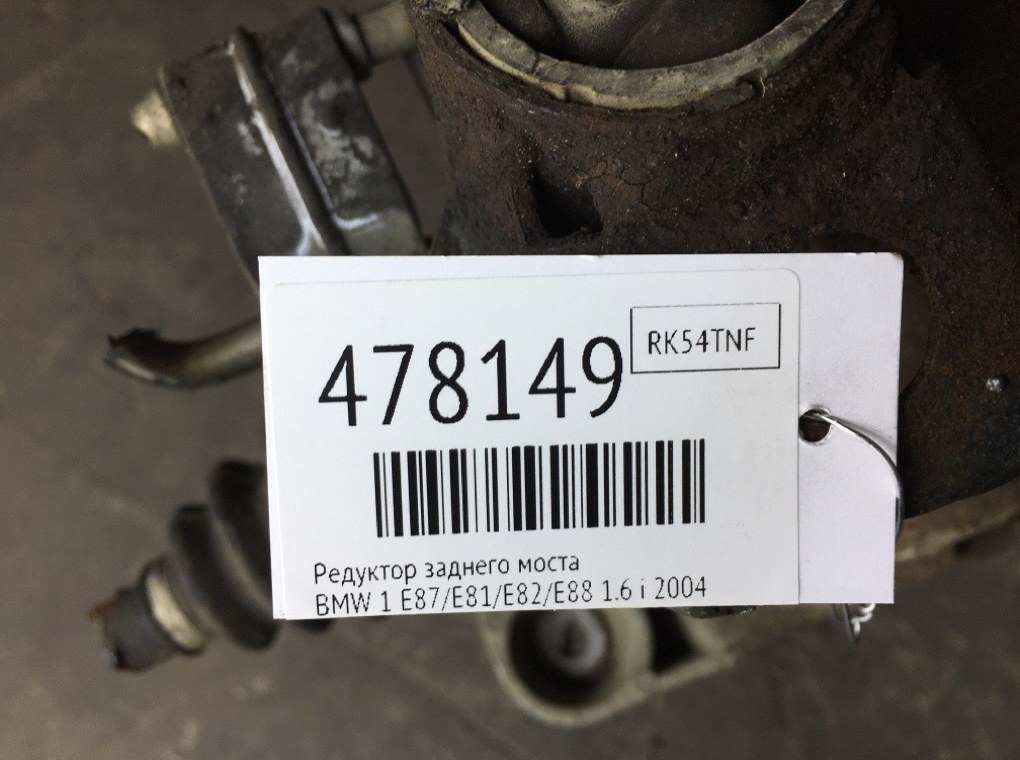 478149
RK54TNF
Редуктор заднего моста
BMW 1 E87/E81/E82/E88 1.6 i 2004